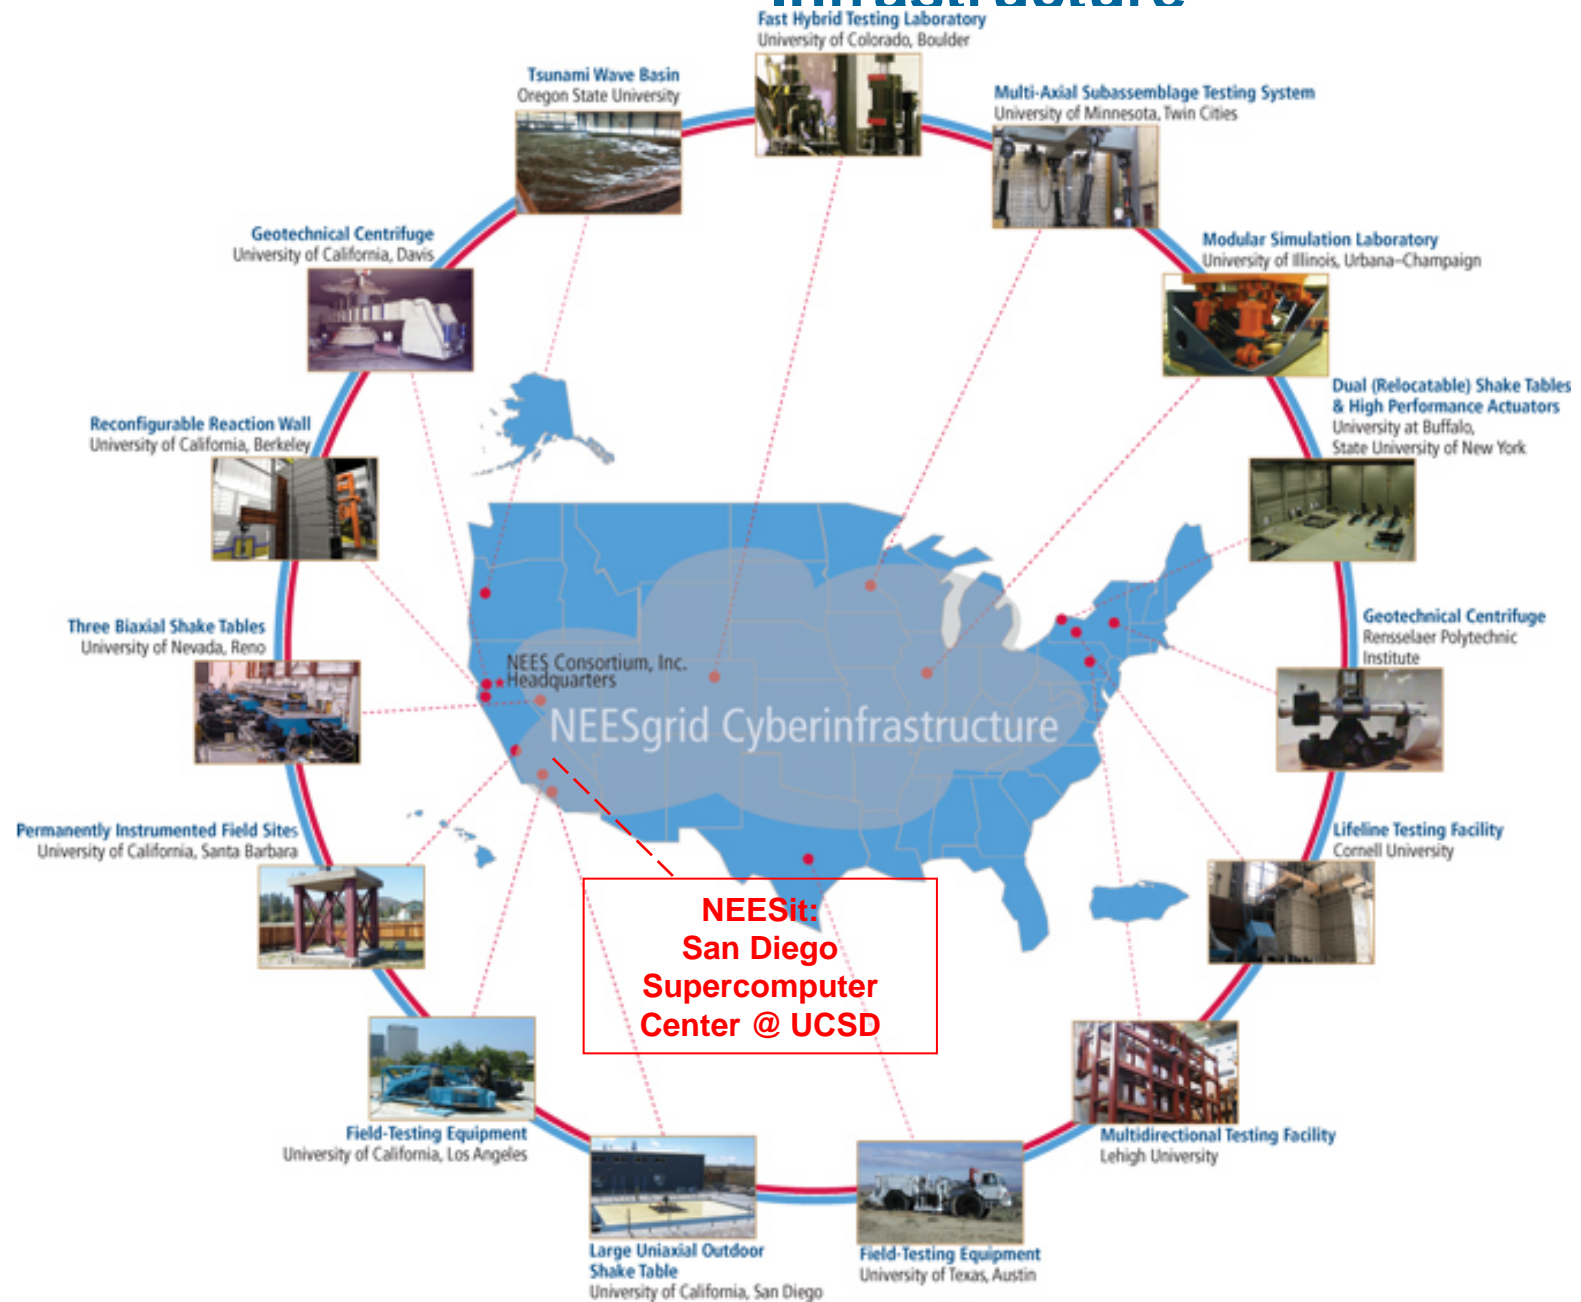 Infrastructure
Fast Hybrid Testing Laboratory
University of Colorado, Boulder
Tsunami Wave Basin
Oregon State University
Multi-Axial Subassemblage Testing System
University of Minnesota, Twin Cities
Geotechnical Centrifuge
University of California, Davis
Modular Simulation Laboratory
University of Illinois, Urbana–Champaign
Dual (Relocatable) Shake Tables
& High Performance Actuators
University at Buffalo,
State University of New York
Reconfigurable Reaction Wall
University of California, Berkeley
Three Biaxial Shake Tables
University of Nevada, Reno
Geotechnical Centrifuge
Rensselaer Polytechnic
Institute
NEES Consortium, Inc.
Headquarters
NEESgrid Cyberinfrastructure
Permanently Instrumented Field Sites
University of California, Santa Barbara
Lifeline Testing Facility
Cornell University
NEESit:
San Diego
Supercomputer
Center @ UCSD
Field-Testing Equipment
University of California, Los Angeles
Multidirectional Testing Facility
Lehigh University
Large Uniaxial Outdoor
Shake Table
University of California, San Diego
Field-Testing Equipment
University of Texas, Austin